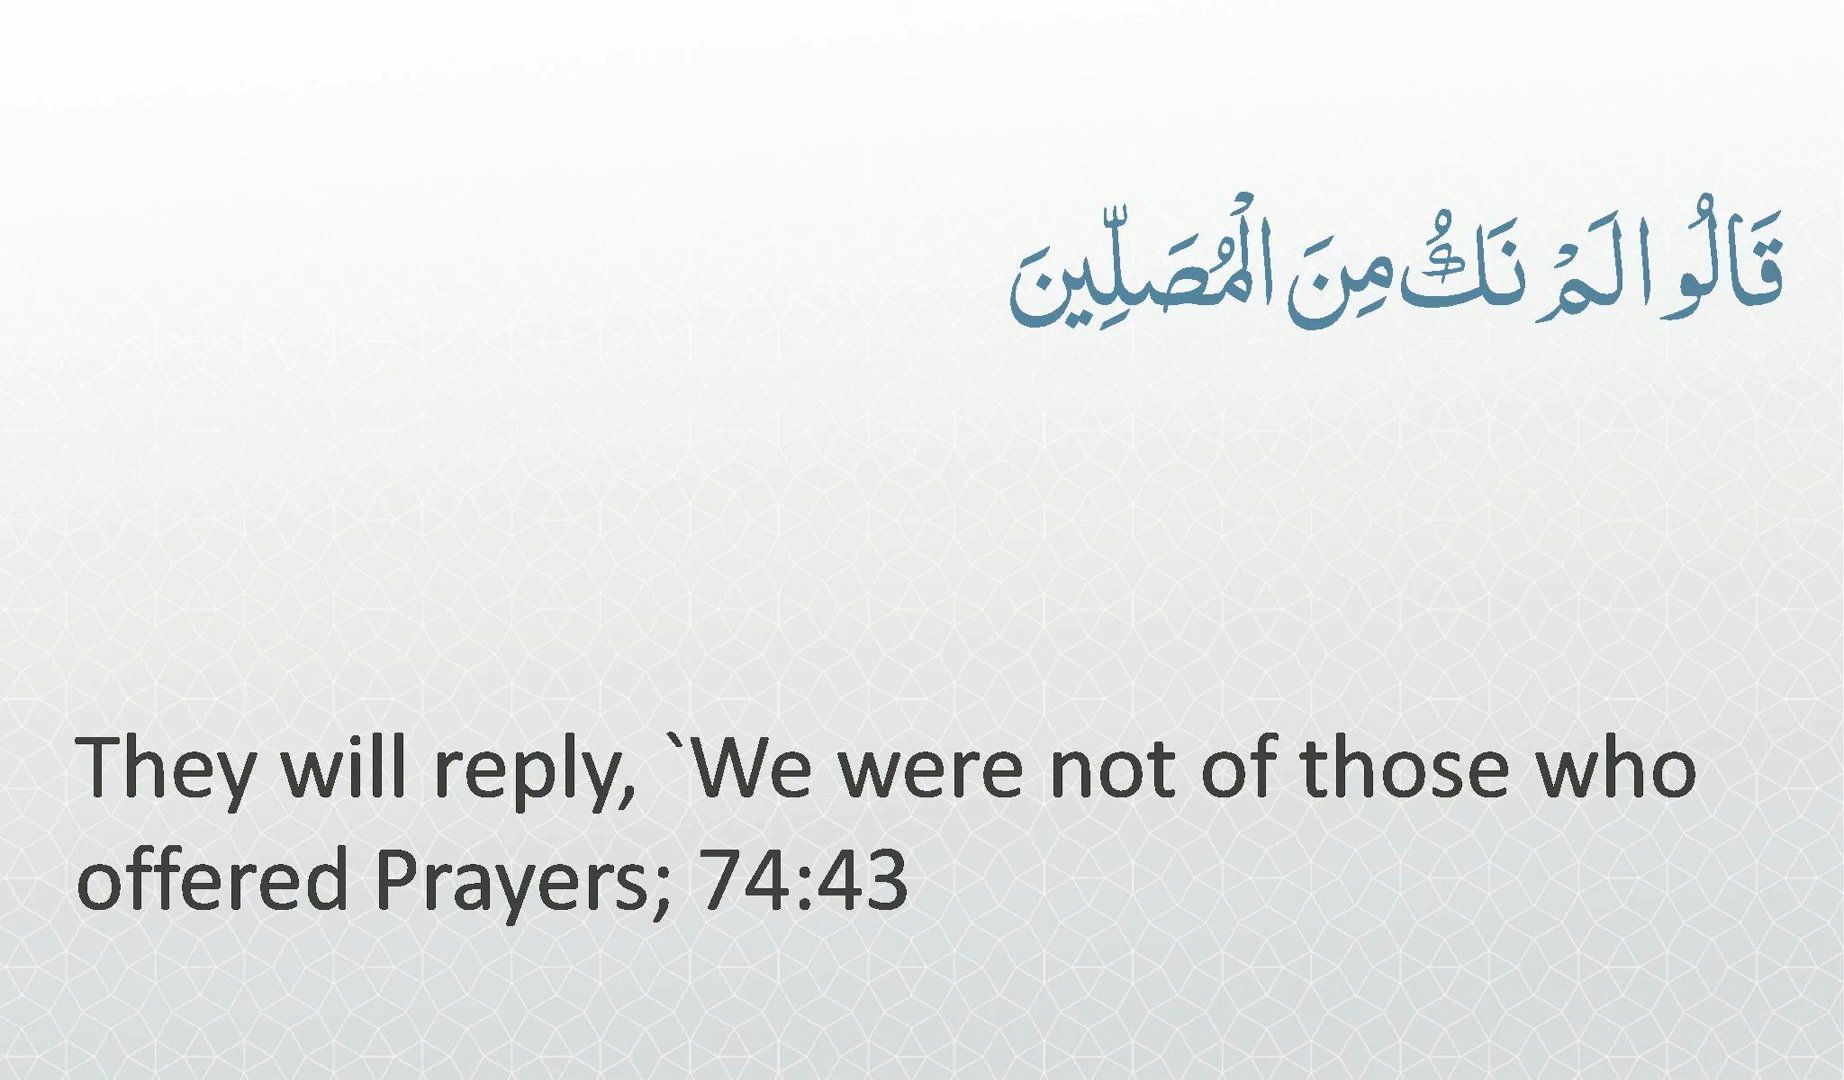 قَالُوا لَمْ نَكُ مِنَ الْمُصَلِّينَ
They will reply, `We were not of those who
offered Prayers; 74:43